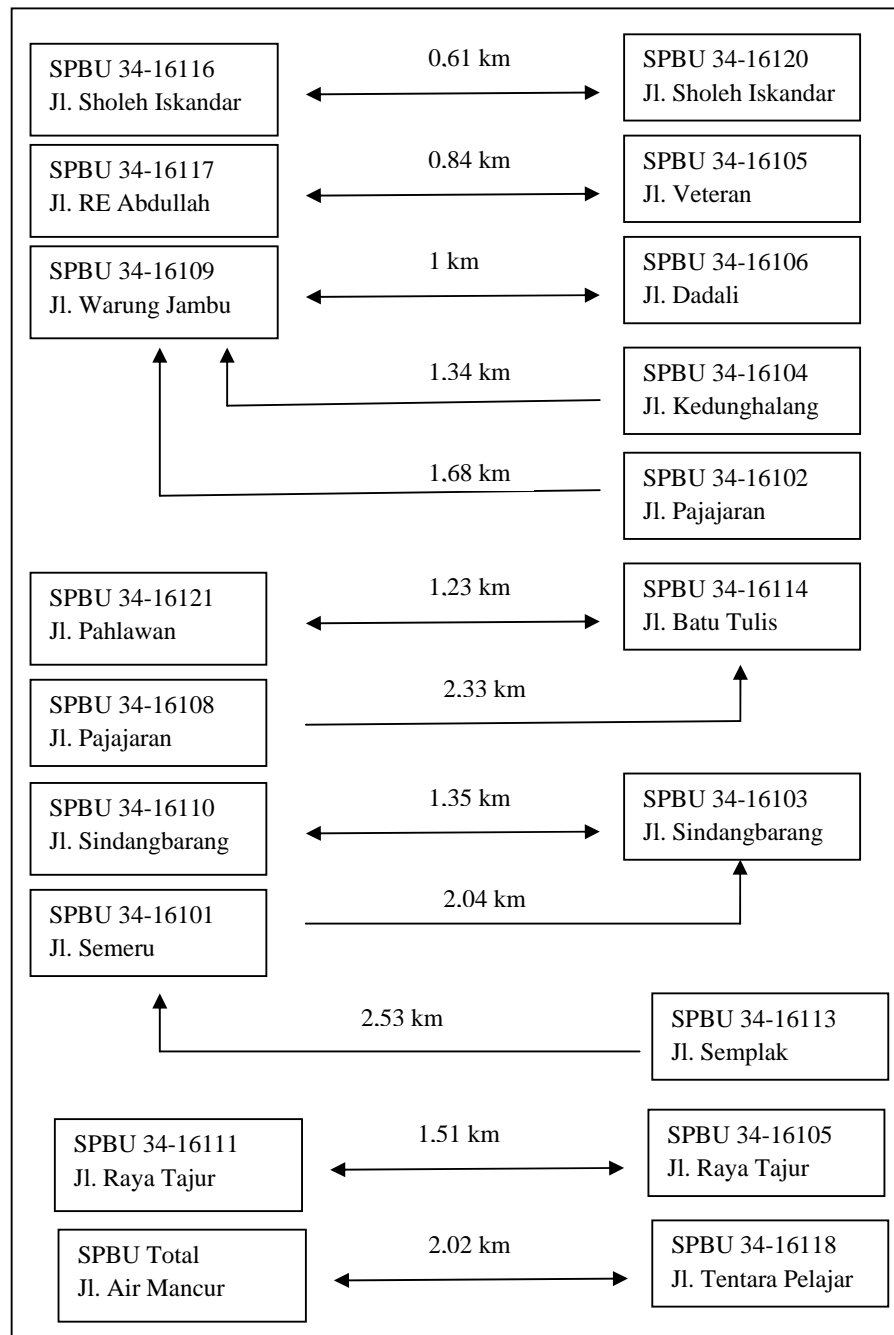 SPBU 34-16116
Jl. Sholeh Iskandar
0.61 km
SPBU 34-16120
Jl. Sholeh Iskandar
SPBU 34-16117
Jl. RE Abdullah
0.84 km
SPBU 34-16105
Jl. Veteran
SPBU 34-16109
Jl. Warung Jambu
1 km
SPBU 34-16106
Jl. Dadali
1.34 km
SPBU 34-16104
Jl. Kedunghalang
1.68 km
SPBU 34-16102
Jl. Pajajaran
SPBU 34-16121
Jl. Pahlawan
1.23 km
SPBU 34-16114
Jl. Batu Tulis
SPBU 34-16108
Jl. Pajajaran
2.33 km
SPBU 34-16110
Jl. Sindangbarang
1.35 km
SPBU 34-16103
Jl. Sindangbarang
SPBU 34-16101
Jl. Semeru
2.04 km
2.53 km
SPBU 34-16113
Jl. Semplak
SPBU 34-16111
Jl. Raya Tajur
1.51 km
SPBU 34-16105
Jl. Raya Tajur
SPBU Total
Jl. Air Mancur
2.02 km
SPBU 34-16118
Jl. Tentara Pelajar